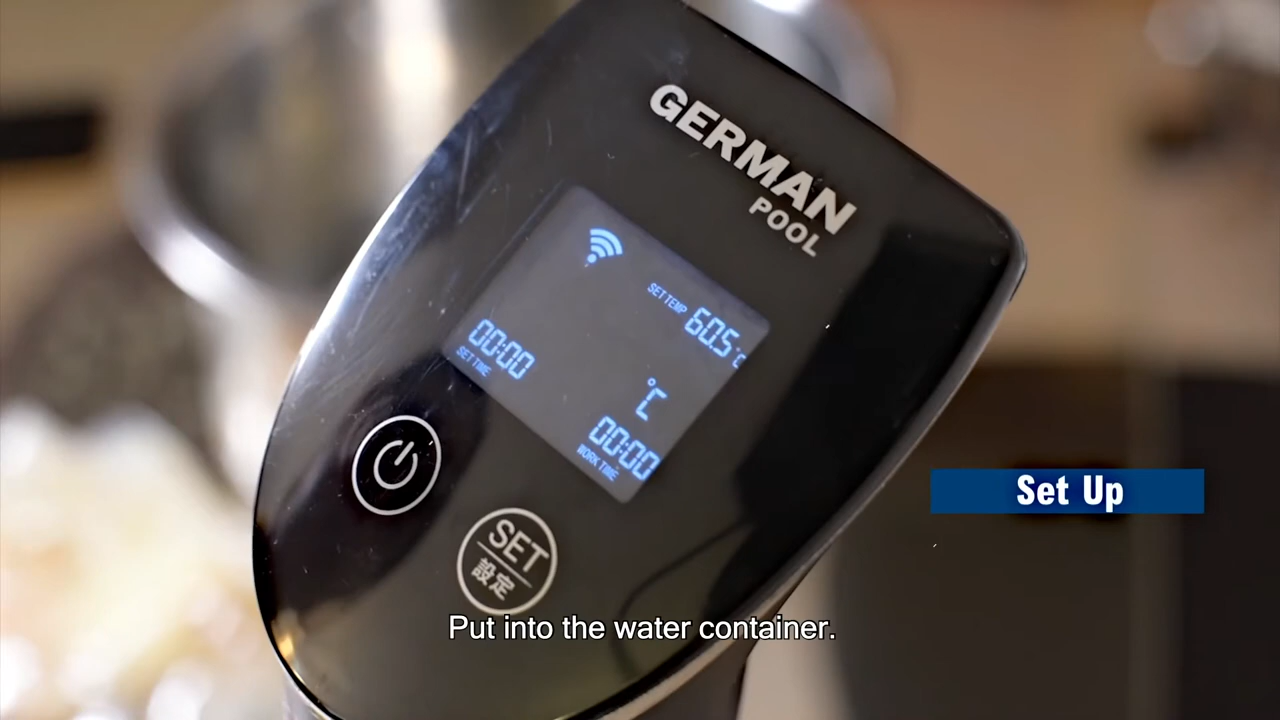 GERMAN
POOL
SET TEMP 60.5°C
00:00
SET TIME
°C
00:00
WORK TIME
SET
設定
Set Up
Put into the water container.